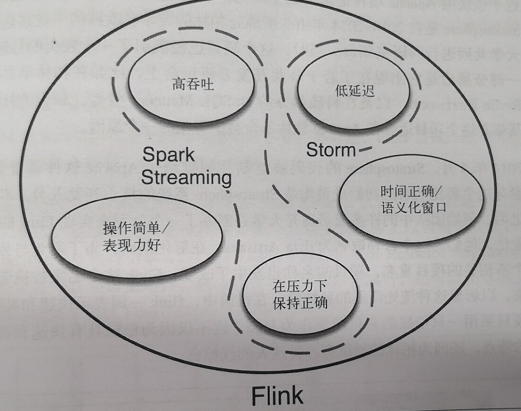 高吞吐
低延迟
Spark
Streaming
Storm
时间正确/
语义化窗口
操作简单/
表现力好
在压力下
保持正确
Flink